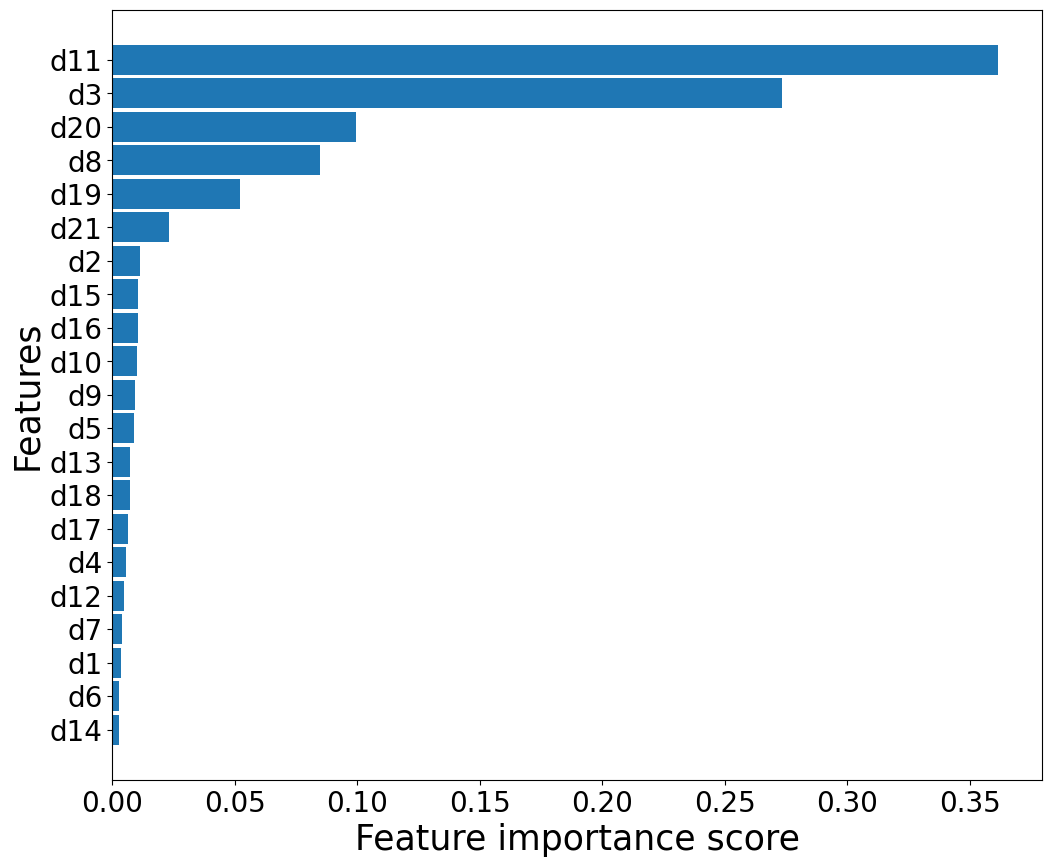 d11
d3
d20
d8
d19
d21
d2
d15
d16
d10
d9
d5
d13
d18
d17
d4
d12
d7
d1
d6
d14
Features
0.00 0.05 0.10 0.15 0.20 0.25 0.30 0.35
Feature importance score